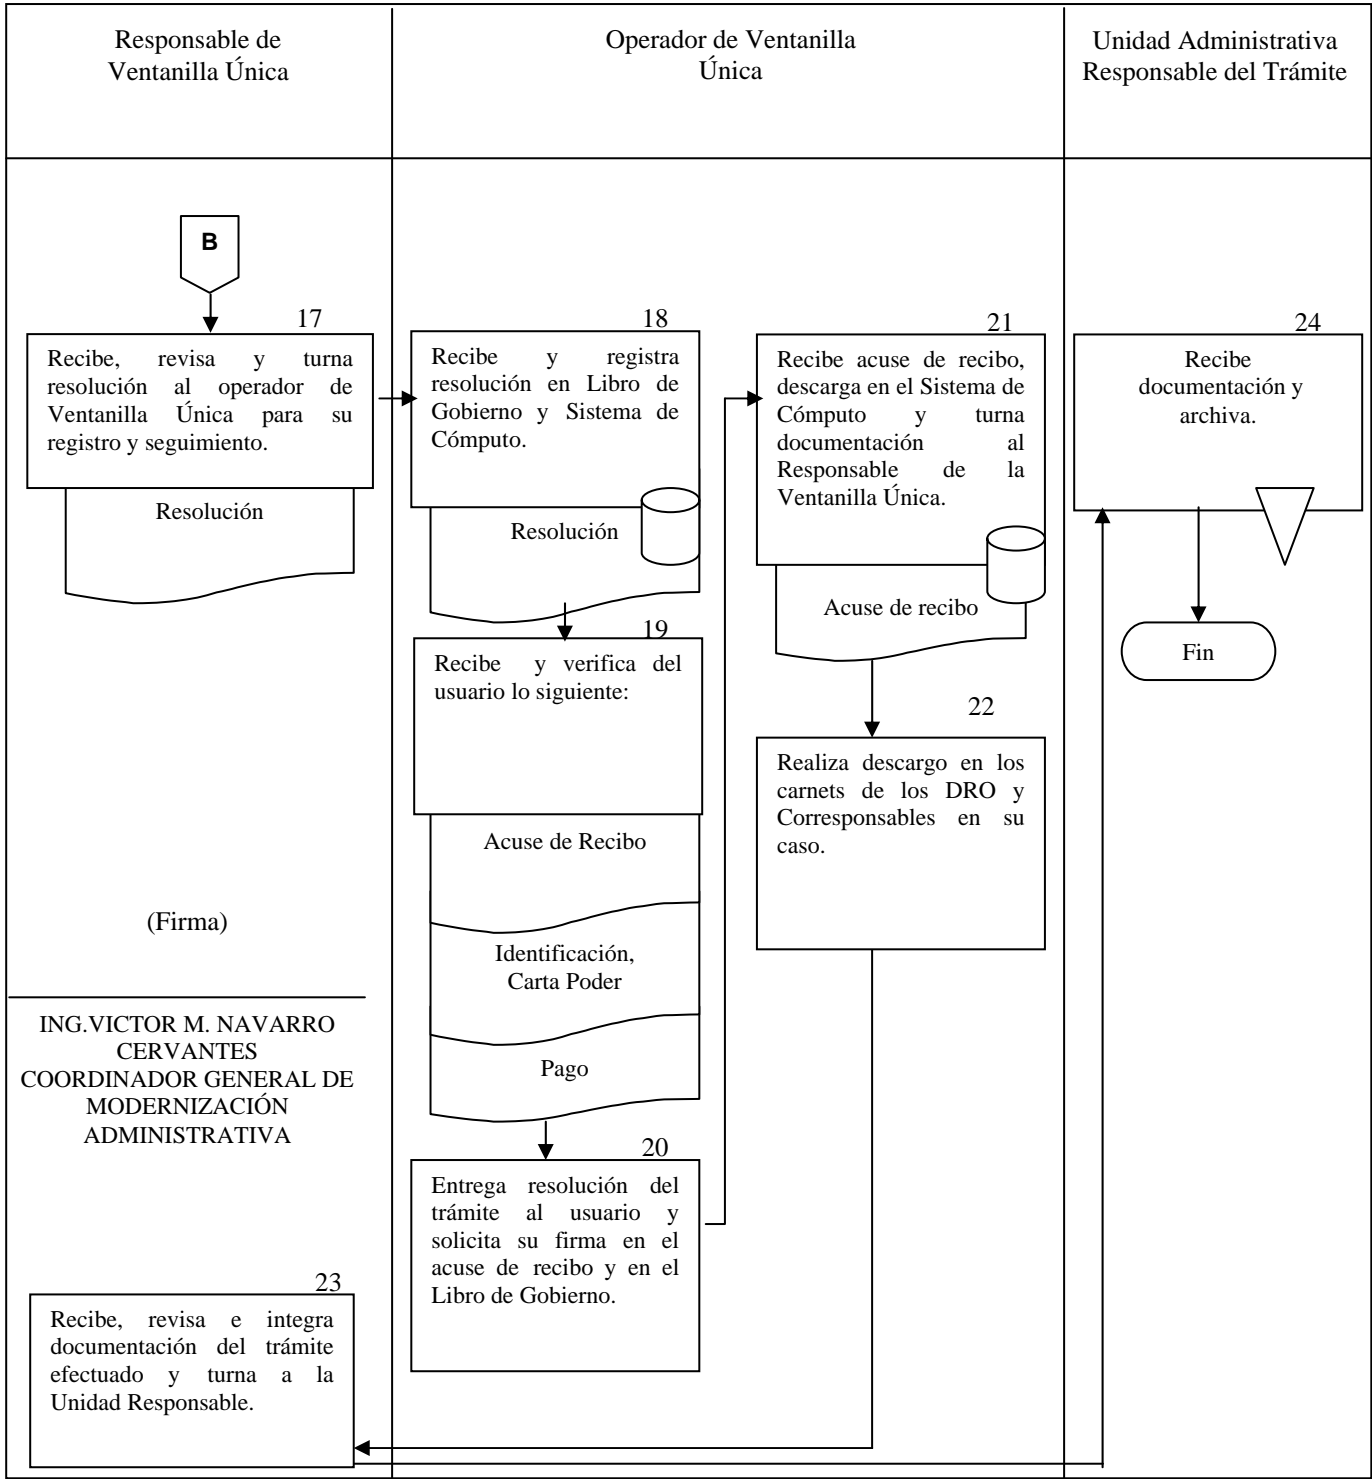 Responsable de
Ventanilla Única
Operador de Ventanilla
Única
Unidad Administrativa
Responsable del Trámite
B
17
Recibe, revisa y turna
resolución al operador de
Ventanilla Única para su
registro y seguimiento.
Resolución
18
Recibe y registra
resolución en Libro de
Gobierno y Sistema de
Cómputo.
Resolución
19
Recibe y verifica del
usuario lo siguiente:
Acuse de Recibo
Identificación,
Carta Poder
Pago
20
Entrega resolución del
trámite al usuario y
solicita su firma en el
acuse de recibo y en el
Libro de Gobierno.
21
Recibe acuse de recibo,
descarga en el Sistema de
Cómputo y turna
documentación al
Responsable de la
Ventanilla Única.
Acuse de recibo
22
Realiza descargo en los
carnets de los DRO y
Corresponsables en su
caso.
(Firma)
ING.VICTOR M. NAVARRO
CERVANTES
COORDINADOR GENERAL DE
MODERNIZACIÓN
ADMINISTRATIVA
23
Recibe, revisa e integra
documentación del trámite
efectuado y turna a la
Unidad Responsable.
24
Recibe
documentación y
archiva.
Fin